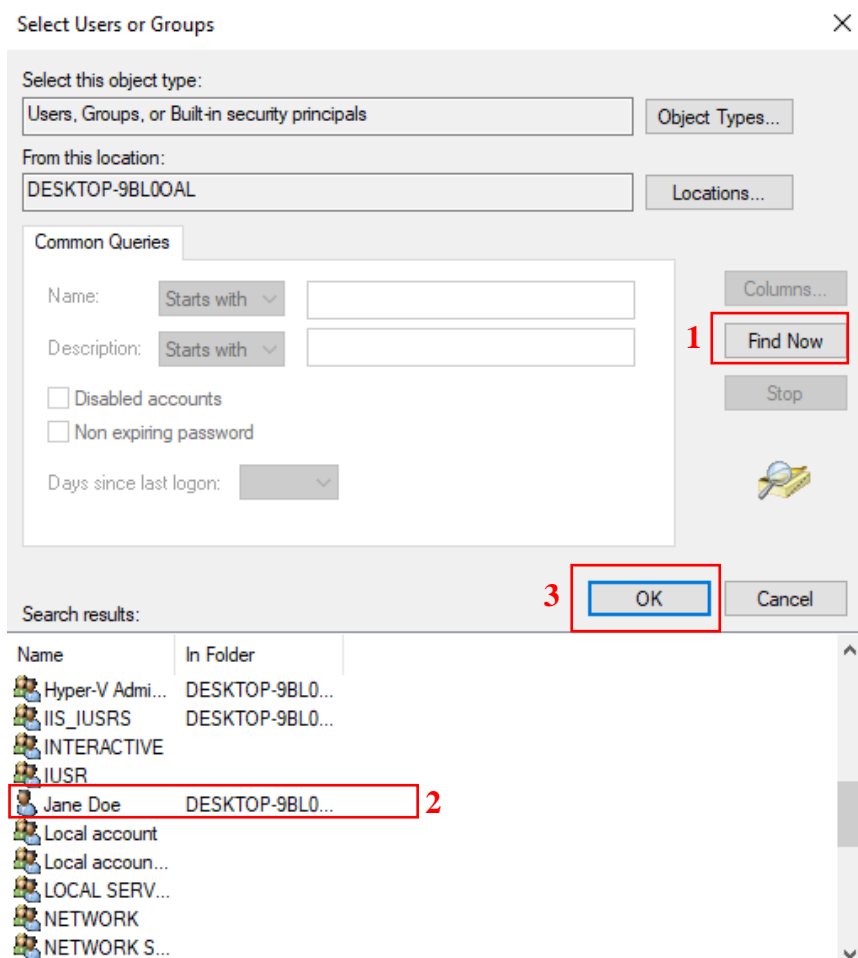 Select Users or Groups
Select this object type:
Users, Groups, or Built-in security principals
Object Types...
From this location:
DESKTOP-9BL0OAL
Locations...
Common Queries
Name:
Starts with
Columns...
1
Find Now
Description:
Starts with
Stop
Disabled accounts
Non expiring password
Days since last logon:
3
OK
Cancel
Search results:
Name In Folder
Hyper-V Admi... DESKTOP-9BL0...
IIS_IUSRS DESKTOP-9BL0...
INTERACTIVE
IUSR
Jane Doe DESKTOP-9BL0... 2
Local account
Local accoun...
LOCAL SERV...
NETWORK
NETWORK S...